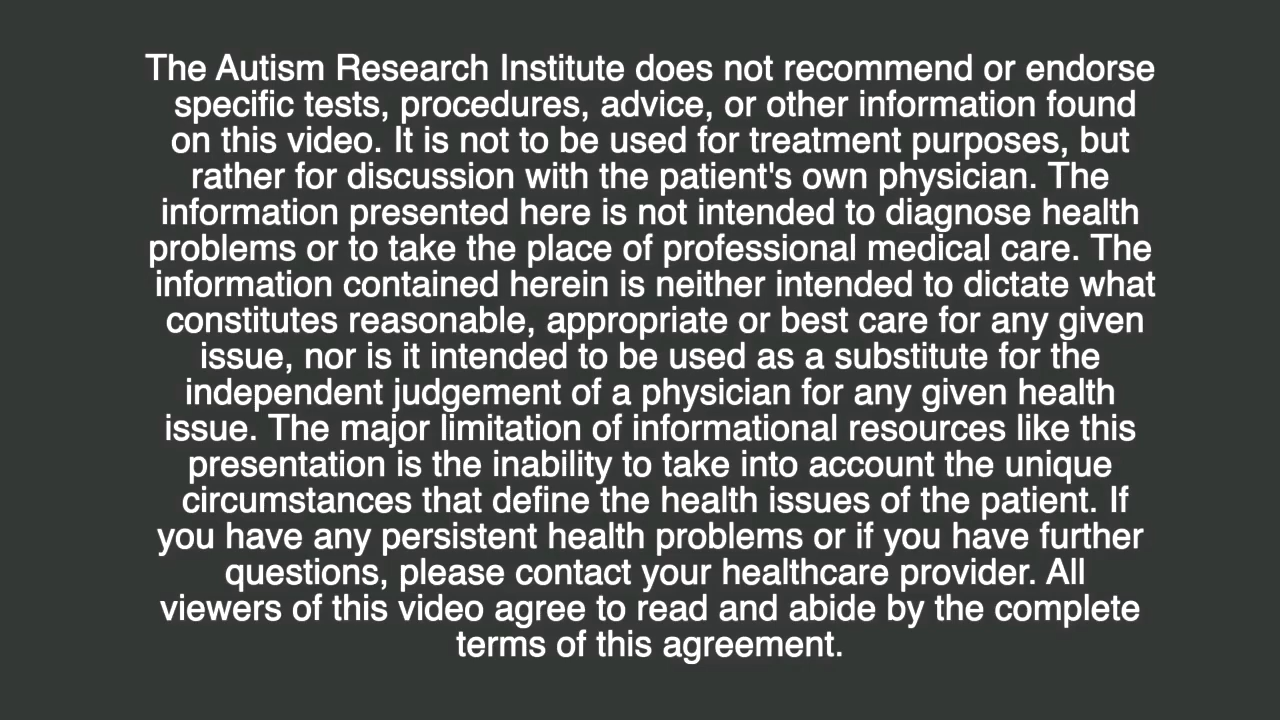 The Autism Research Institute does not recommend or endorse
specific tests, procedures, advice, or other information found
on this video. It is not to be used for treatment purposes, but
rather for discussion with the patient's own physician. The
information presented here is not intended to diagnose health
problems or to take the place of professional medical care. The
information contained herein is neither intended to dictate what
constitutes reasonable, appropriate or best care for any given
issue, nor is it intended to be used as a substitute for the
independent judgement of a physician for any given health
issue. The major limitation of informational resources like this
presentation is the inability to take into account the unique
circumstances that define the health issues of the patient. If
you have any persistent health problems or if you have further
questions, please contact your healthcare provider. All
viewers of this video agree to read and abide by the complete
terms of this agreement.